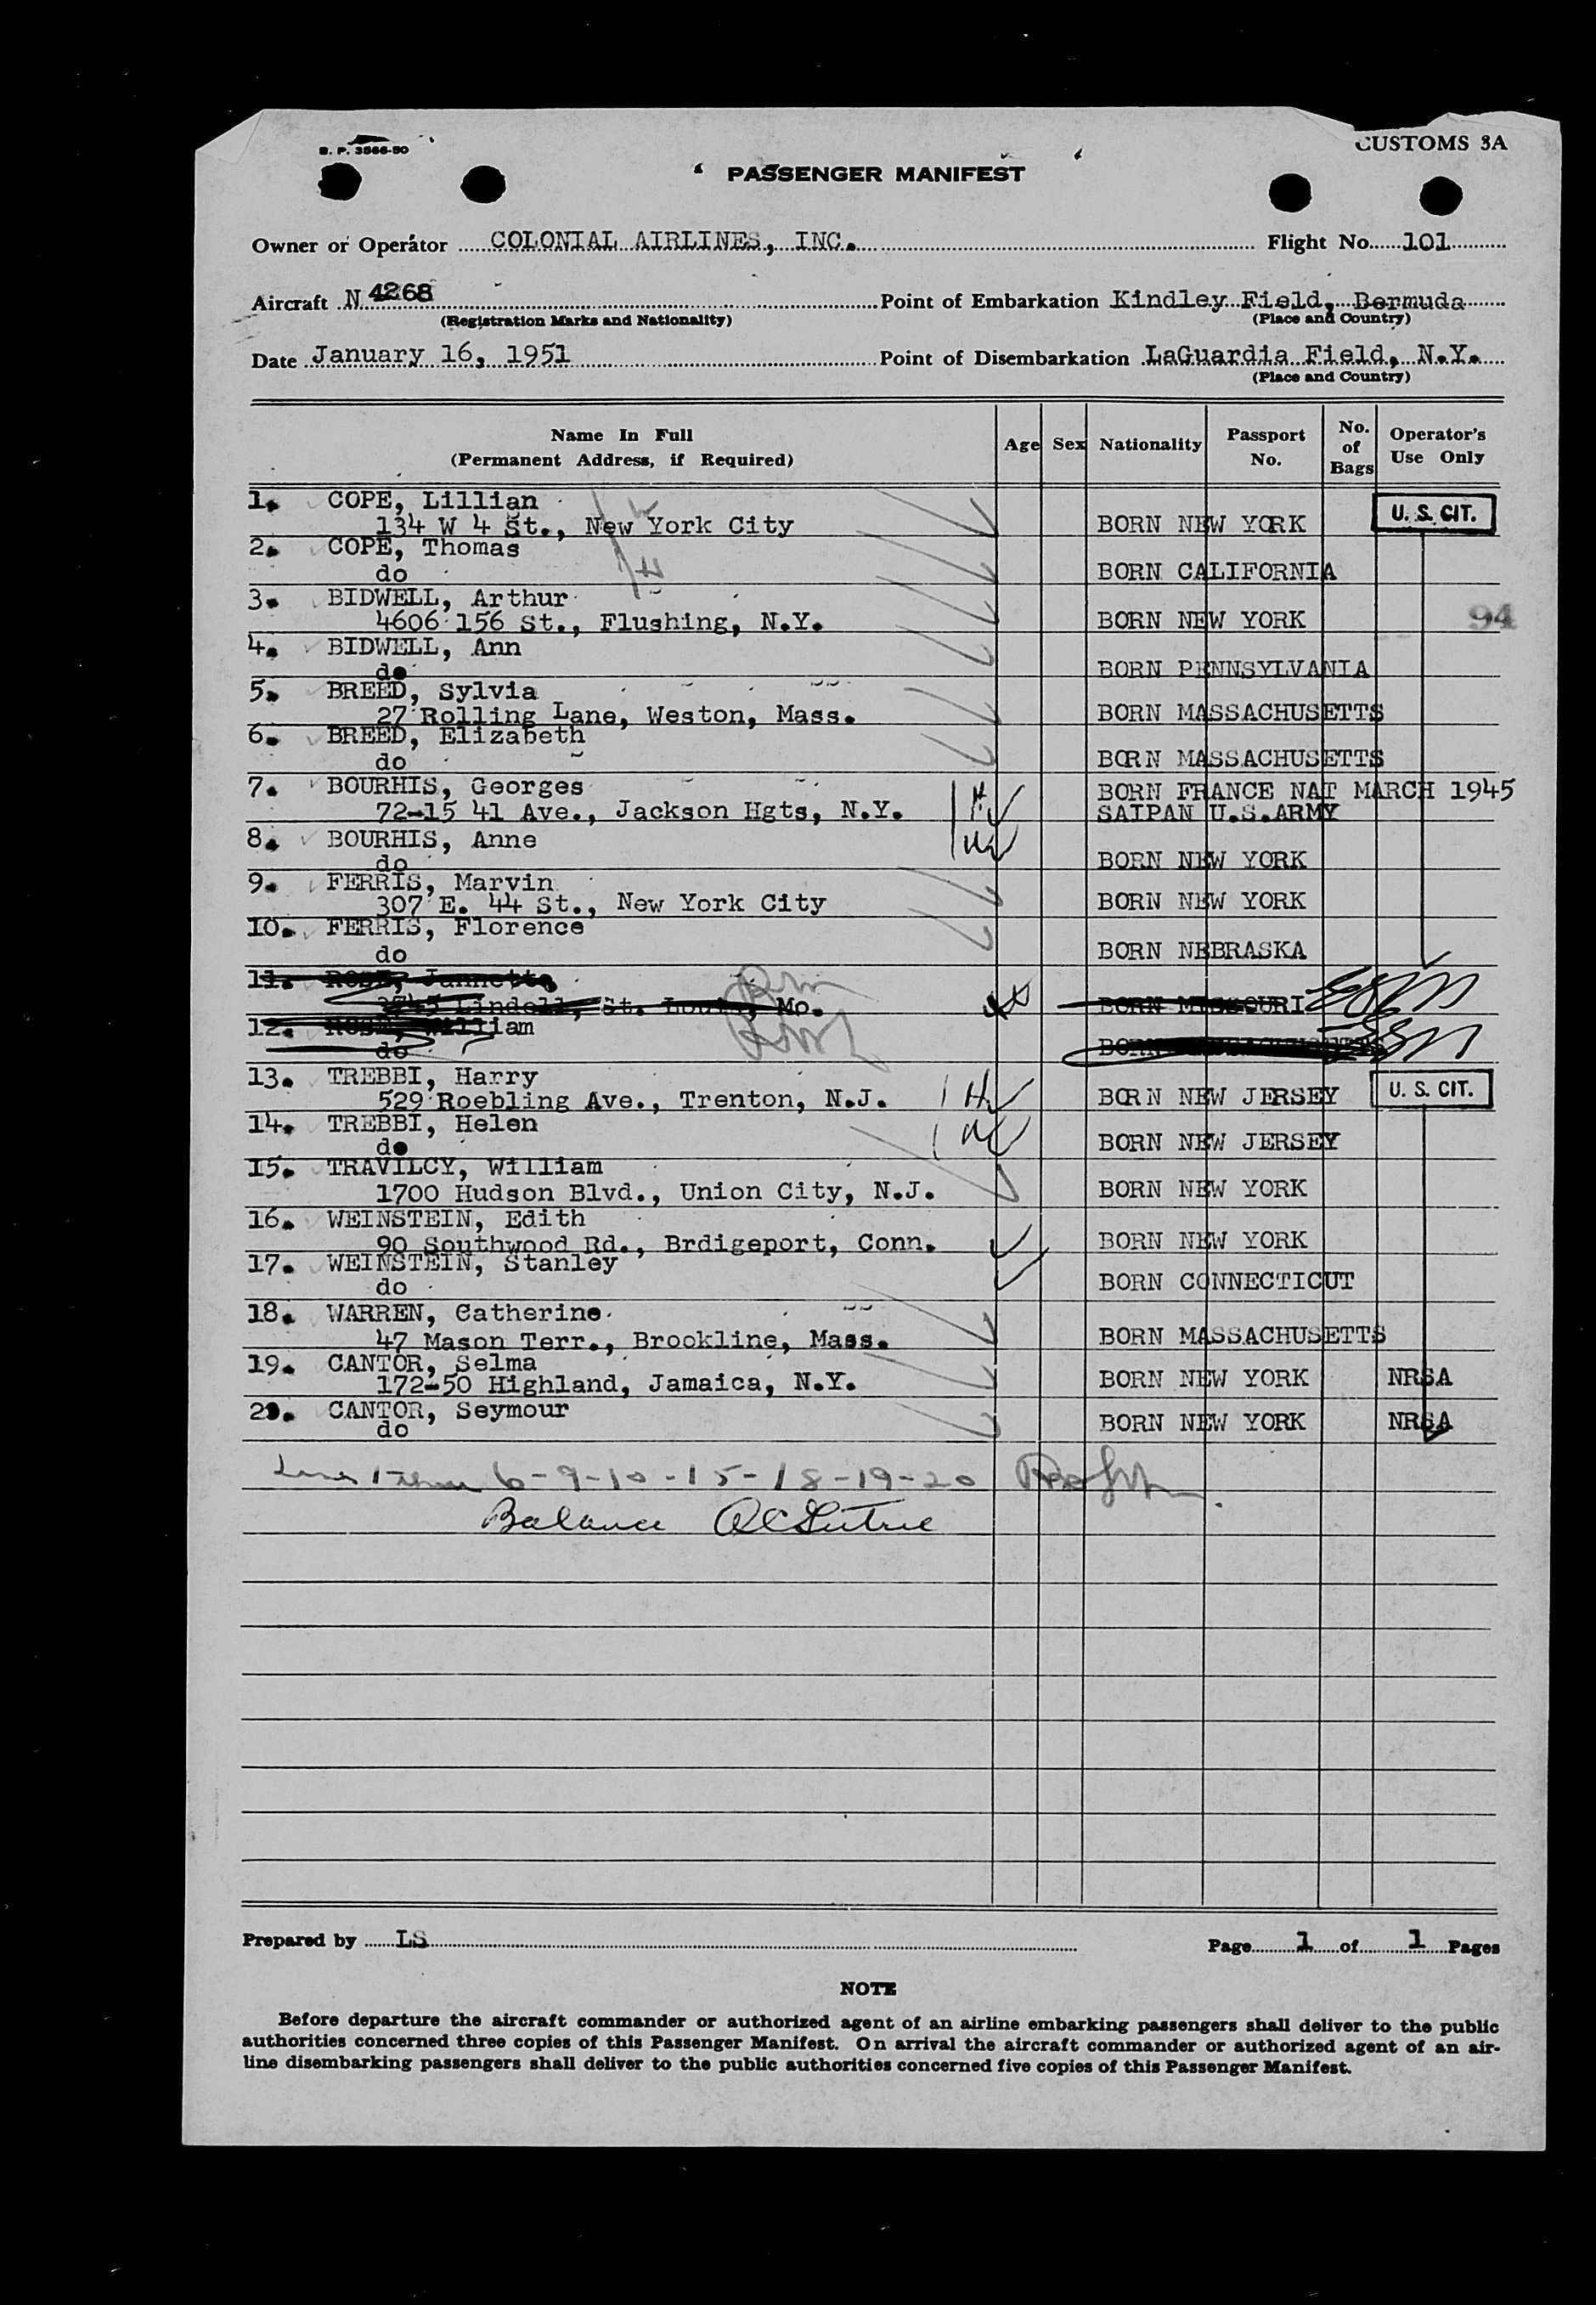 B. P. 3566-50
CUSTOMS 3A
PASSENGER MANIFEST
Owner or Operator COLONIAL AIRLINES, INC. Flight No. 101
Aircraft N 4268 Point of Embarkation Kindley Field, Bermuda
(Registration Marks and Nationality) (Place and Country)
Date January 16, 1951 Point of Disembarkation LaGuardia Field, N.Y.
(Place and Country)
Name In Full (Permanent Address, if Required) Age Sex Nationality Passport No. No. of Bags Operator's Use Only
1. COPE, Lillian U. S. CIT.
134 W 4 St., New York City BORN NEW YORK
2. COPE, Thomas
do BORN CALIFORNIA
3. BIDWELL, Arthur
4606 156 St., Flushing, N.Y. BORN NEW YORK 94
4. BIDWELL, Ann
do BORN PENNSYLVANIA
5. BREED, Sylvia
27 Rolling Lane, Weston, Mass. BORN MASSACHUSETTS
6. BREED, Elizabeth
do BORN MASSACHUSETTS
7. BOURHIS, Georges BORN FRANCE NAT MARCH 1945
72-15 41 Ave., Jackson Hgts, N.Y. SAIPAN U.S.ARMY
8. BOURHIS, Anne
do BORN NEW YORK
9. FERRIS, Marvin
307 E. 44 St., New York City BORN NEW YORK
10. FERRIS, Florence
do BORN NEBRASKA
11. Jannette
Lindell, St. Louis, Mo. BORN MISSOURI
12. William
do BORN
13. TREBBI, Harry U. S. CIT.
529 Roebling Ave., Trenton, N.J. BORN NEW JERSEY
14. TREBBI, Helen
do BORN NEW JERSEY
15. TRAVILCY, William
1700 Hudson Blvd., Union City, N.J. BORN NEW YORK
16. WEINSTEIN, Edith
90 Southwood Rd., Brdigeport, Conn. BORN NEW YORK
17. WEINSTEIN, Stanley
do BORN CONNECTICUT
18. WARREN, Catherine
47 Mason Terr., Brookline, Mass. BORN MASSACHUSETTS
19. CANTOR, Selma
172-50 Highland, Jamaica, N.Y. BORN NEW YORK NRSA
20. CANTOR, Seymour
do BORN NEW YORK NRSA
6-9-10-15-18-19-20
Balance
Prepared by LS Page 1 of 1 Pages
NOTE
Before departure the aircraft commander or authorized agent of an airline embarking passengers shall deliver to the public
authorities concerned three copies of this Passenger Manifest. On arrival the aircraft commander or authorized agent of an air-
line disembarking passengers shall deliver to the public authorities concerned five copies of this Passenger Manifest.